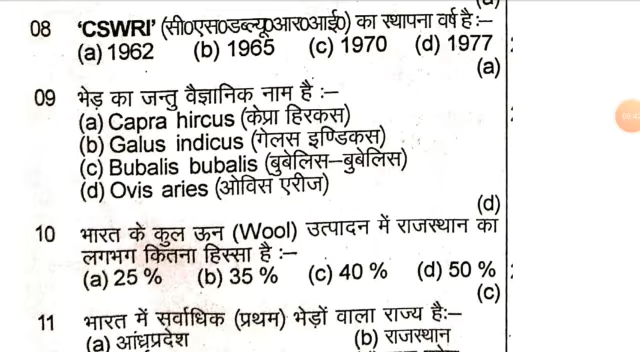 08 'CSWRI' (सी0एस0डब्ल्यू0आर0आई0) का स्थापना वर्ष है:–
(a) 1962 (b) 1965 (c) 1970 (d) 1977
(a)
09 भेड़ का जन्तु वैज्ञानिक नाम है :–
(a) Capra hircus (केप्रा हिरकस)
(b) Galus indicus (गेलस इण्डिकस)
(c) Bubalis bubalis (बुबेलिस–बुबेलिस)
(d) Ovis aries (ओविस एरीज)
(d)
10 भारत के कुल ऊन (Wool) उत्पादन में राजस्थान का
लगभग कितना हिस्सा है :–
(a) 25 % (b) 35 % (c) 40 % (d) 50 %
(c)
11 भारत में सर्वाधिक (प्रथम) भेड़ों वाला राज्य है:–
(a) आंध्रप्रदेश (b) राजस्थान